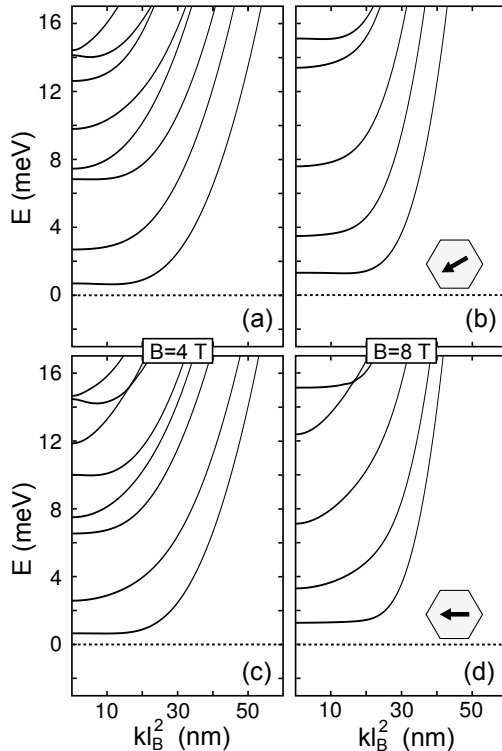 16
12
8
4
0
E (meV)
(a)
(b)
B=4 T
B=8 T
16
12
8
4
0
E (meV)
(c)
(d)
10 30 50
10 30 50
kl_B^2 (nm)
kl_B^2 (nm)